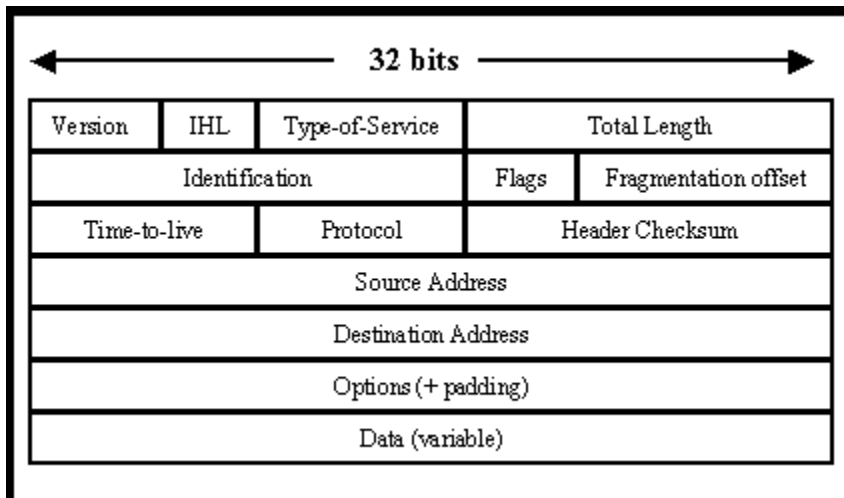 32 bits
Version IHL Type-of-Service Total Length
Identification Flags Fragmentation offset
Time-to-live Protocol Header Checksum
Source Address
Destination Address
Options (+ padding)
Data (variable)